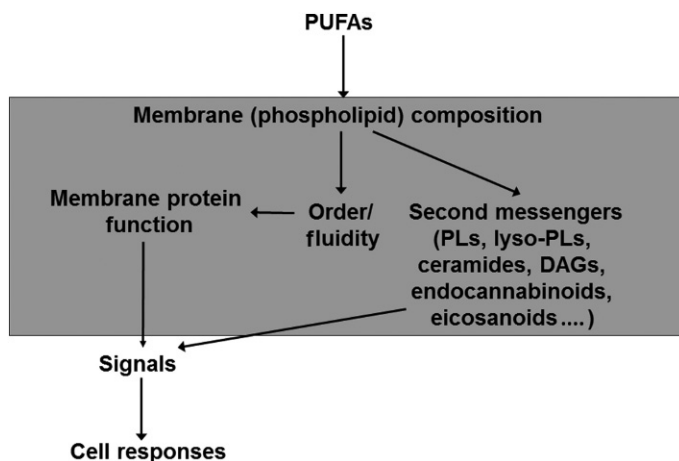 PUFAs
Membrane (phospholipid) composition
Membrane protein
function
Order/
fluidity
Second messengers
(PLs, lyso-PLs,
ceramides, DAGs,
endocannabinoids,
eicosanoids....)
Signals
Cell responses